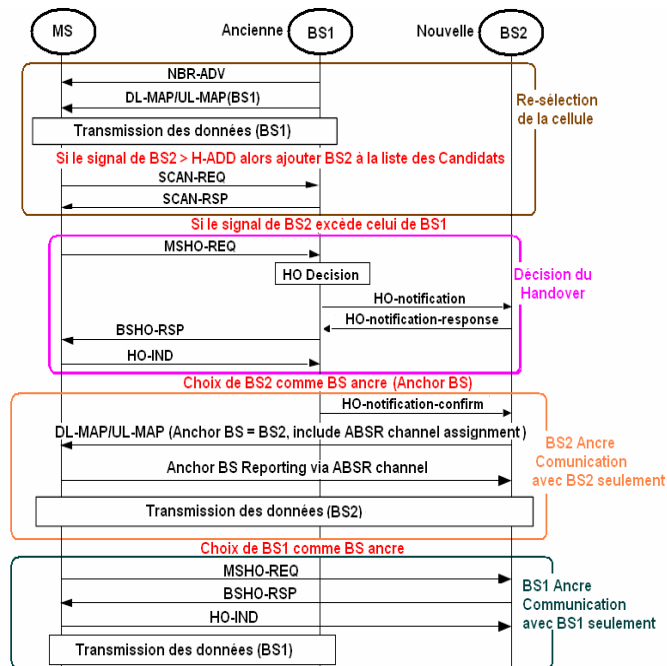 MS
Ancienne
BS1
Nouvelle
BS2
NBR-ADV
DL-MAP/UL-MAP(BS1)
Re-sélection
de la cellule
Transmission des données (BS1)
Si le signal de BS2 > H-ADD alors ajouter BS2 à la liste des Candidats
SCAN-REQ
SCAN-RSP
Si le signal de BS2 excède celui de BS1
MSHO-REQ
HO Decision
Décision du
Handover
HO-notification
HO-notification-response
BSHO-RSP
HO-IND
Choix de BS2 comme BS ancre (Anchor BS)
HO-notification-confirm
DL-MAP/UL-MAP (Anchor BS = BS2, include ABSR channel assignment)
BS2 Ancre
Comunication
avec BS2 seulement
Anchor BS Reporting via ABSR channel
Transmission des données (BS2)
Choix de BS1 comme BS ancre
MSHO-REQ
BSHO-RSP
HO-IND
BS1 Ancre
Communication
avec BS1 seulement
Transmission des données (BS1)